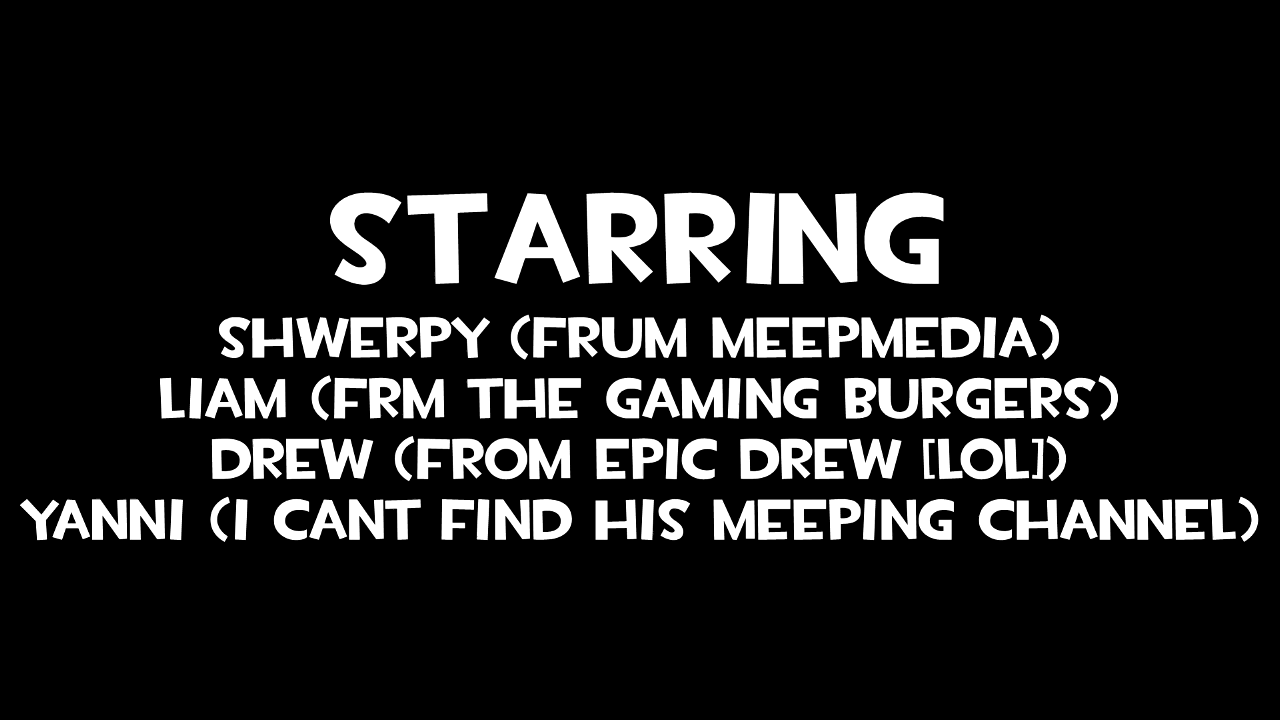 STARRING
SHWERPY (FRUM MEEPMEDIA)
LIAM (FRM THE GAMING BURGERS)
DREW (FROM EPIC DREW [LOL])
YANNI (I CANT FIND HIS MEEPING CHANNEL)